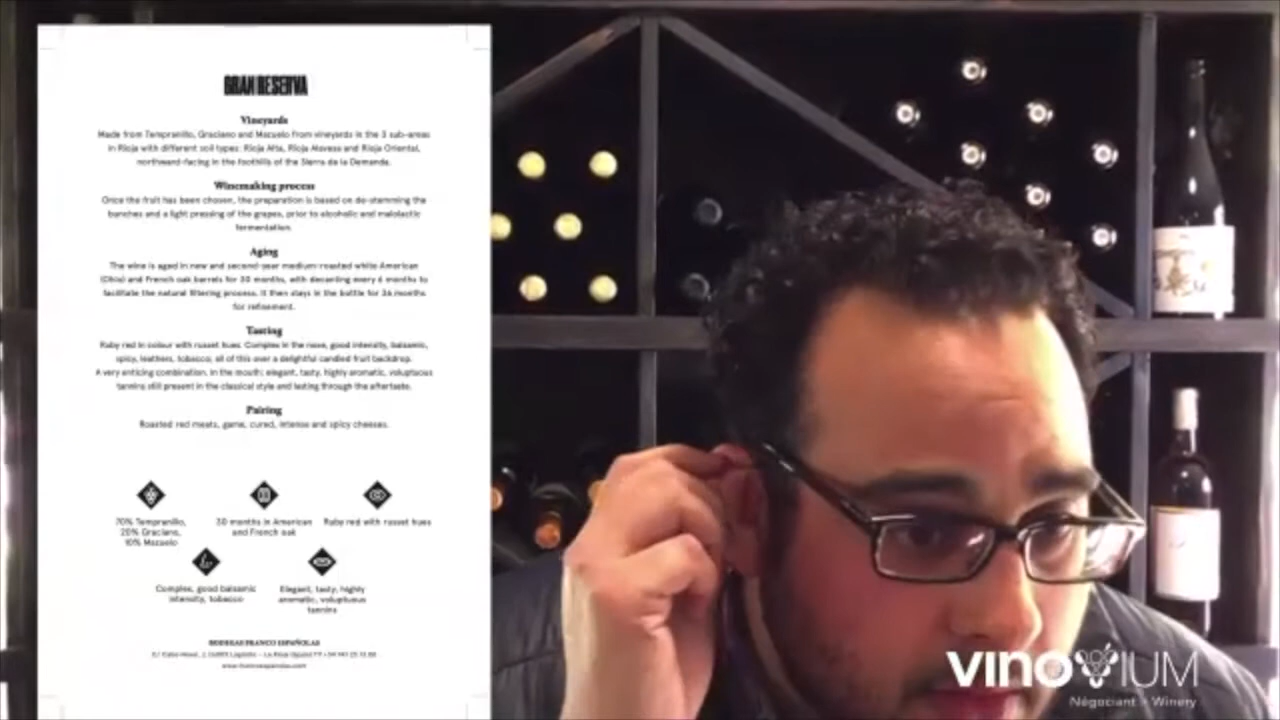 GRAN RESERVA
Vineyards
Made from Tempranillo, Graciano and Mazuelo from vineyards in the 3 sub-areas
in Rioja with different soil types: Rioja Alta, Rioja Alavesa and Rioja Oriental,
northward-facing in the foothills of the Sierra de la Demanda.
Winemaking process
Once the fruit has been chosen, the preparation is based on de-stemming the
bunches and a light pressing of the grapes, prior to alcoholic and malolactic
fermentation.
Aging
The wine is aged in new and second-year medium-roasted white American
(Ohio) and French oak barrels for 30 months, with decanting every 6 months to
facilitate the natural filtering process. It then stays in the bottle for 36 months
for refinement.
Tasting
Ruby red in colour with russet hues. Complex in the nose, good intensity, balsamic,
spicy, leathers, tobacco; all of this over a delightful candied fruit backdrop.
A very enticing combination. In the mouth: elegant, tasty, highly aromatic, voluptuous
tannins still present in the classical style and lasting through the aftertaste.
Pairing
Roasted red meats, game, cured, intense and spicy cheeses.
70% Tempranillo,
20% Graciano,
10% Mazuelo
30 months in American
and French oak
Ruby red with russet hues
Complex, good balsamic
intensity, tobacco
Elegant, tasty, highly
aromatic, voluptuous
tannins
BODEGAS FRANCO ESPAÑOLAS
www.francoespanolas.com
vinoVIUM
Négociant - Winery